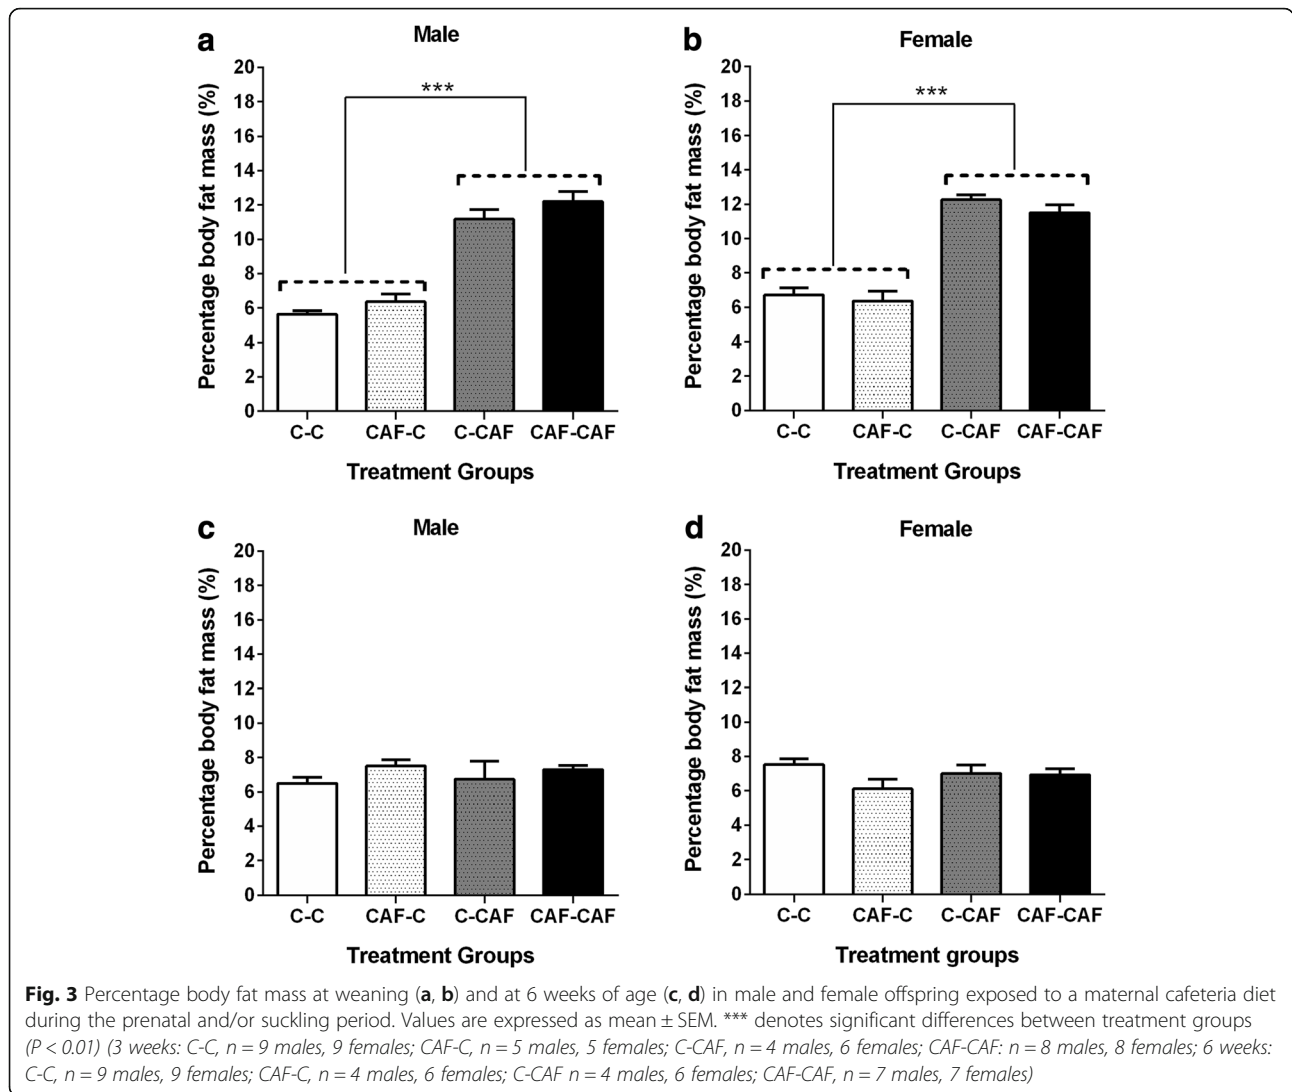 a
Male
Percentage body fat mass (%)
20
18
16
14
12
10
8
6
4
2
0
***
C-C CAF-C C-CAF CAF-CAF
Treatment Groups
b
Female
Percentage body fat mass (%)
20
18
16
14
12
10
8
6
4
2
0
***
C-C CAF-C C-CAF CAF-CAF
Treatment Groups
c
Male
Percentage body fat mass (%)
20
18
16
14
12
10
8
6
4
2
0
C-C CAF-C C-CAF CAF-CAF
Treatment Groups
d
Female
Percentage body fat mass (%)
20
18
16
14
12
10
8
6
4
2
0
C-C CAF-C C-CAF CAF-CAF
Treatment groups
Fig. 3 Percentage body fat mass at weaning (a, b) and at 6 weeks of age (c, d) in male and female offspring exposed to a maternal cafeteria diet
during the prenatal and/or suckling period. Values are expressed as mean ± SEM. *** denotes significant differences between treatment groups
(P < 0.01) (3 weeks: C-C, n = 9 males, 9 females; CAF-C, n = 5 males, 5 females; C-CAF, n = 4 males, 6 females; CAF-CAF: n = 8 males, 8 females; 6 weeks:
C-C, n = 9 males, 9 females; CAF-C, n = 4 males, 6 females; C-CAF n = 4 males, 6 females; CAF-CAF, n = 7 males, 7 females)